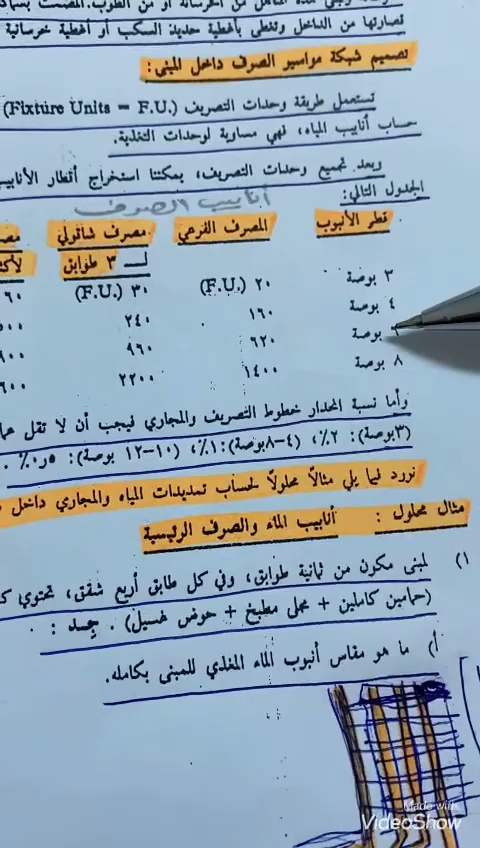 قصارتها من الداخل وتغطى بأغطية حديد السكب أو أغطية خرسانية
تصميم شبكة مواسير الصرف داخل المبنى :
تستعمل طريقة وحدات التصريف (Fixture Units = F.U.)
حساب أنابيب المياه، فهي مساوية لوحدات التغذية.
وبعد تجميع وحدات التصريف، يمكننا استخراج أقطار الأنابيب
الجدول التالي:
أنابيب الصرف
قطر الأنبوب المصرف الفرعي مصرف شاقولي
لـ ٣ طوابق
٣ بوصة ٢٠ (F.U.) ٣٠ (F.U.)
٤ بوصة ١٦٠ ٢٤٠
بوصة ٦٢٠ ٩٦٠
٨ بوصة ١٤٠٠ ٢٢٠٠
وأما نسبة انحدار خطوط التصريف والمجاري فيجب أن لا تقل
(٣بوصة): ٢٪، (٤-٨بوصة):١٪، (١٠-١٢ بوصة): ٥ر٠٪ .
نورد فيما يلي مثالاً محلولاً لحساب تمديدات المياه والمجاري داخل
مثال محلول : أنابيب الماء والصرف الرئيسية
١) لمبنى مكون من ثمانية طوابق، وفي كل طابق أربع شقق، تحتوي
(حمامين كاملين + مجلى مطبخ + حوض غسيل) . جِـد :
أ) ما هو مقاس أنبوب الماء المغذي للمبنى بكامله.
Made with
VideoShow